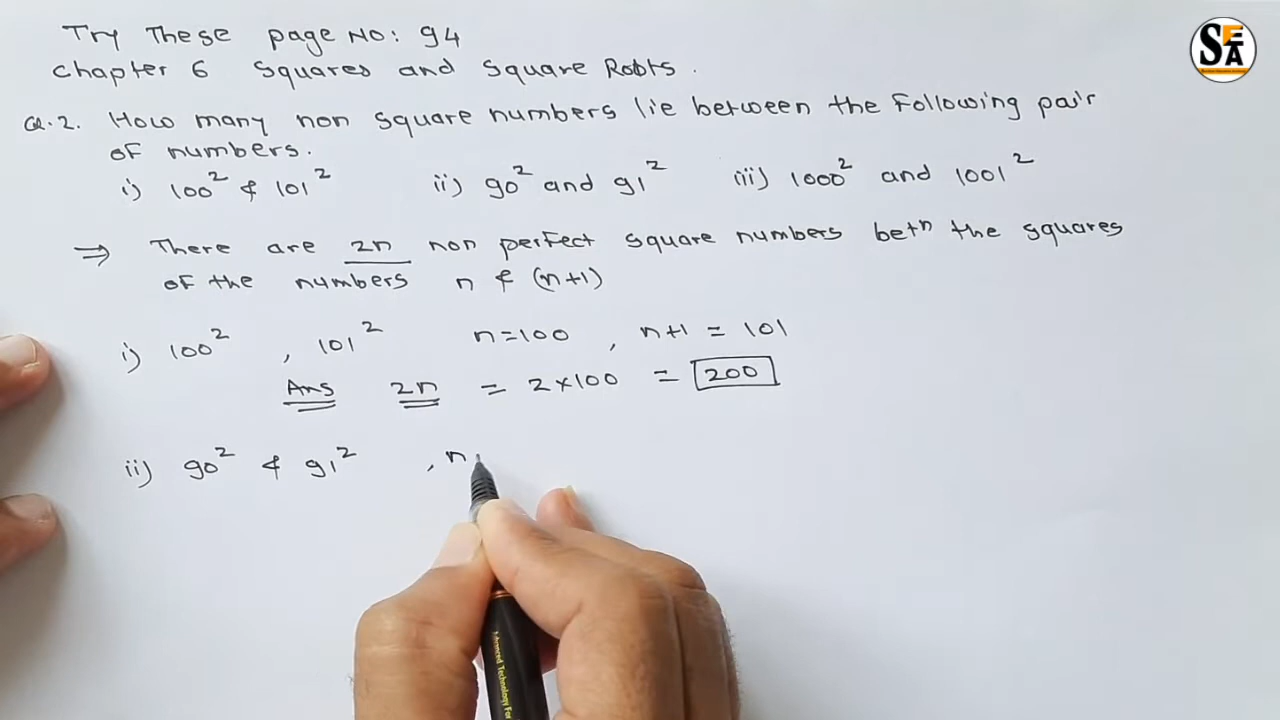 Try These page No: 94
Chapter 6 Squares and Square Roots.
Q.2. How many non square numbers lie between the following pair
of numbers.
i) 100² & 101² ii) 90² and 91² iii) 1000² and 1001²
⇒ There are 2n non perfect square numbers betⁿ the squares
of the numbers n & (n+1)
i) 100² , 101² n=100 , n+1 = 101
Ans 2n = 2×100 = 200
ii) 90² & 91² , n
SFA